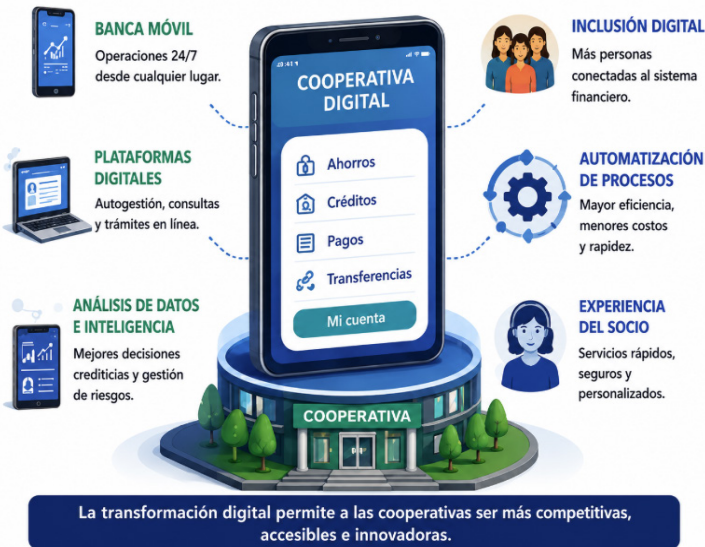 BANCA MÓVIL
Operaciones 24/7
desde cualquier lugar.
PLATAFORMAS
DIGITALES
Autogestión, consultas
y trámites en línea.
ANÁLISIS DE DATOS
E INTELIGENCIA
Mejores decisiones
crediticias y gestión
de riesgos.
COOPERATIVA
DIGITAL
Ahorros
Créditos
Pagos
Transferencias
Mi cuenta
COOPERATIVA
INCLUSIÓN DIGITAL
Más personas
conectadas al sistema
financiero.
AUTOMATIZACIÓN
DE PROCESOS
Mayor eficiencia,
menores costos
y rapidez.
EXPERIENCIA
DEL SOCIO
Servicios rápidos,
seguros y
personalizados.
La transformación digital permite a las cooperativas ser más competitivas,
accesibles e innovadoras.